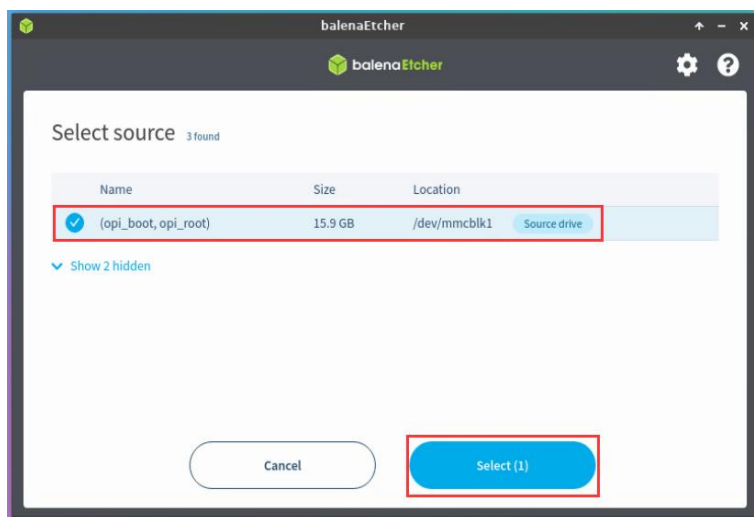 balenaEtcher
balenaEtcher
Select source 3 found
Name Size Location
(opi_boot, opi_root) 15.9 GB /dev/mmcblk1 Source drive
Show 2 hidden
Cancel Select (1)